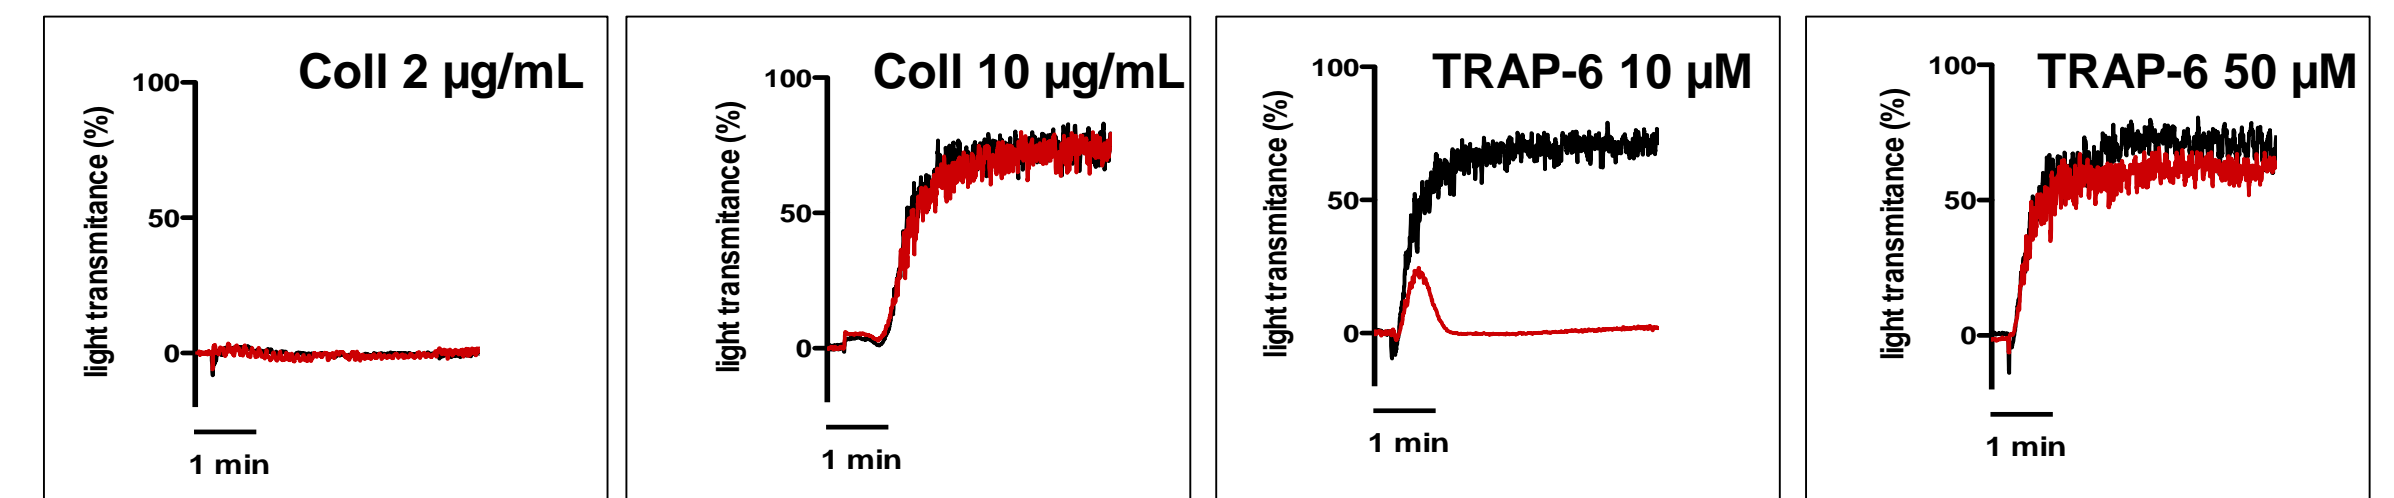 Coll 2 µg/mL
100
50
0
light transmitance (%)
1 min
Coll 10 µg/mL
100
50
0
light transmitance (%)
1 min
TRAP-6 10 µM
100
50
0
light transmitance (%)
1 min
TRAP-6 50 µM
100
50
0
light transmitance (%)
1 min